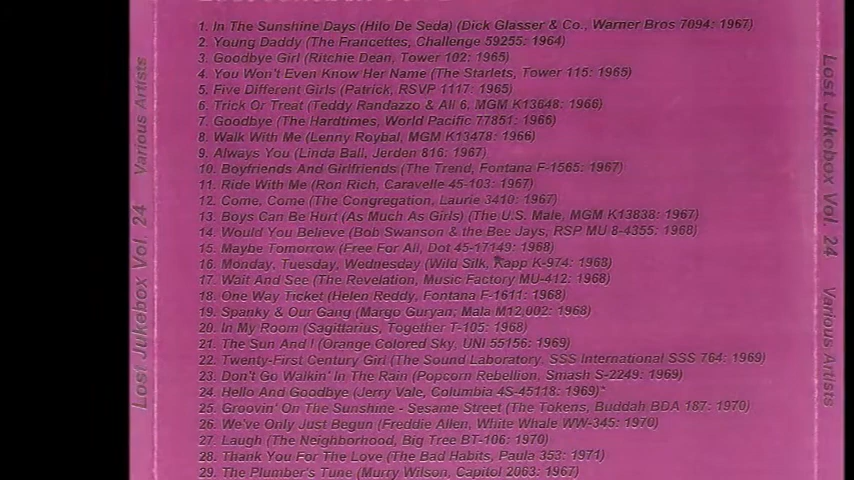 1. In The Sunshine Days (Hilo De Seda) (Dick Glasser & Co., Warner Bros 7094: 1967)
2. Young Daddy (The Francettes, Challenge 59255: 1964)
3. Goodbye Girl (Ritchie Dean, Tower 102: 1965)
4. You Won't Even Know Her Name (The Starlets, Tower 115: 1965)
5. Five Different Girls (Patrick, RSVP 1117: 1965)
6. Trick Or Treat (Teddy Randazzo & All 6, MGM K13648: 1966)
7. Goodbye (The Hardtimes, World Pacific 77851: 1966)
8. Walk With Me (Lenny Roybal, MGM K13478: 1966)
9. Always You (Linda Ball, Jerden 816: 1967)
10. Boyfriends And Girlfriends (The Trend, Fontana F-1565: 1967)
11. Ride With Me (Ron Rich, Caravelle 45-103: 1967)
12. Come, Come (The Congregation, Laurie 3410: 1967)
13. Boys Can Be Hurt (As Much As Girls) (The U.S. Male, MGM K13838: 1967)
14. Would You Believe (Bob Swanson & the Bee Jays, RSP MU 8-4355: 1968)
15. Maybe Tomorrow (Free For All, Dot 45-17149: 1968)
16. Monday, Tuesday, Wednesday (Wild Silk, Kapp K-974: 1968)
17. Wait And See (The Revelation, Music Factory MU-412: 1968)
18. One Way Ticket (Helen Reddy, Fontana F-1611: 1968)
19. Spanky & Our Gang (Margo Guryan, Mala M12,002: 1968)
20. In My Room (Sagittarius, Together T-105: 1968)
21. The Sun And I (Orange Colored Sky, UNI 55156: 1969)
22. Twenty-First Century Girl (The Sound Laboratory, SSS International SSS 764: 1969)
23. Don't Go Walkin' In The Rain (Popcorn Rebellion, Smash S-2249: 1969)
24. Hello And Goodbye (Jerry Vale, Columbia 4S-45118: 1969)
25. Groovin' On The Sunshine - Sesame Street (The Tokens, Buddah BDA 187: 1970)
26. We've Only Just Begun (Freddie Allen, White Whale WW-345: 1970)
27. Laugh (The Neighborhood, Big Tree BT-106: 1970)
28. Thank You For The Love (The Bad Habits, Paula 353: 1971)
29. The Plumber's Tune (Murry Wilson, Capitol 2063: 1967)
Lost Jukebox Vol. 24 Various Artists
Lost Jukebox Vol. 24 Various Artists